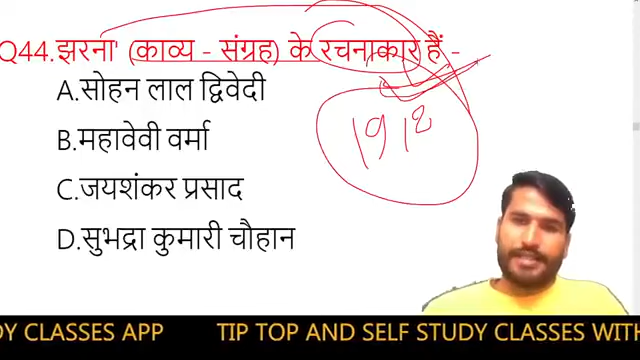 Q44.झरना' (काव्य - संग्रह) के रचनाकार हैं -
A.सोहन लाल द्विवेदी
1918
B.महावेवी वर्मा
C.जयशंकर प्रसाद
D.सुभद्रा कुमारी चौहान
DY CLASSES APP TIP TOP AND SELF STUDY CLASSES WITH